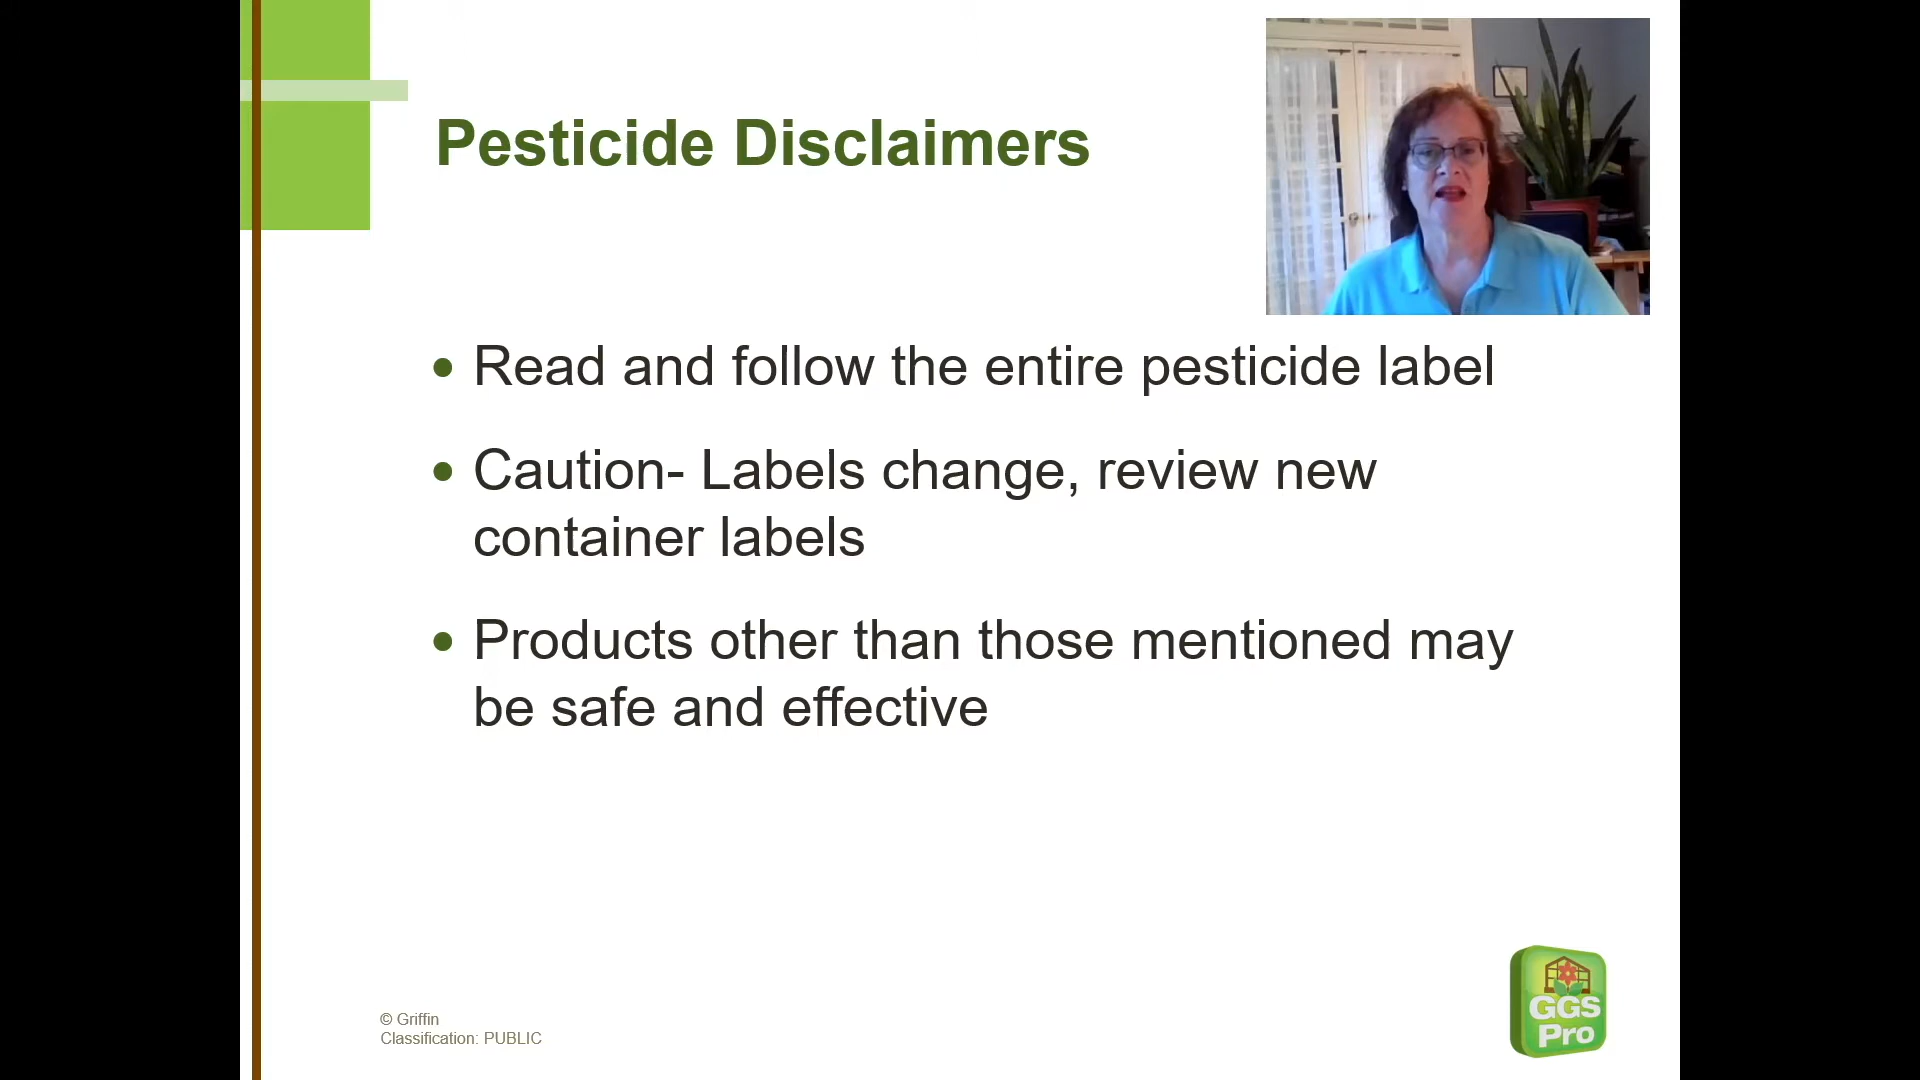 Pesticide Disclaimers
• Read and follow the entire pesticide label
• Caution- Labels change, review new
container labels
• Products other than those mentioned may
be safe and effective
© Griffin
Classification: PUBLIC
GGS
Pro